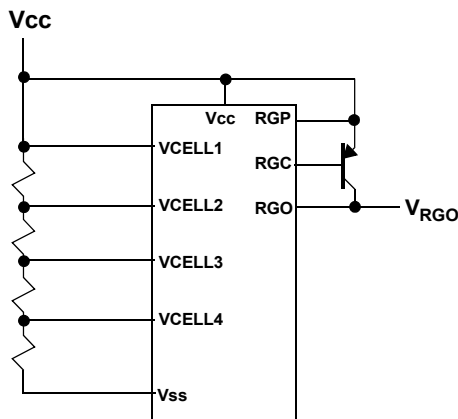 Vcc
Vcc RGP
VCELL1
RGC
VCELL2
RGO
VRGO
VCELL3
VCELL4
Vss